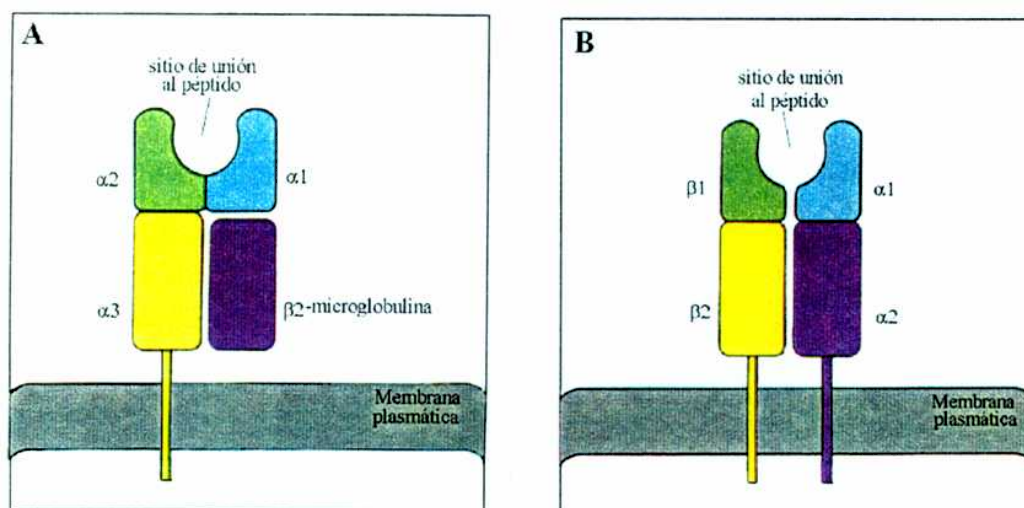 A
sitio de unión
al péptido
α2
α1
α3
β2-microglobulina
Membrana
plasmática
B
sitio de unión
al péptido
β1
α1
β2
α2
Membrana
plasmática